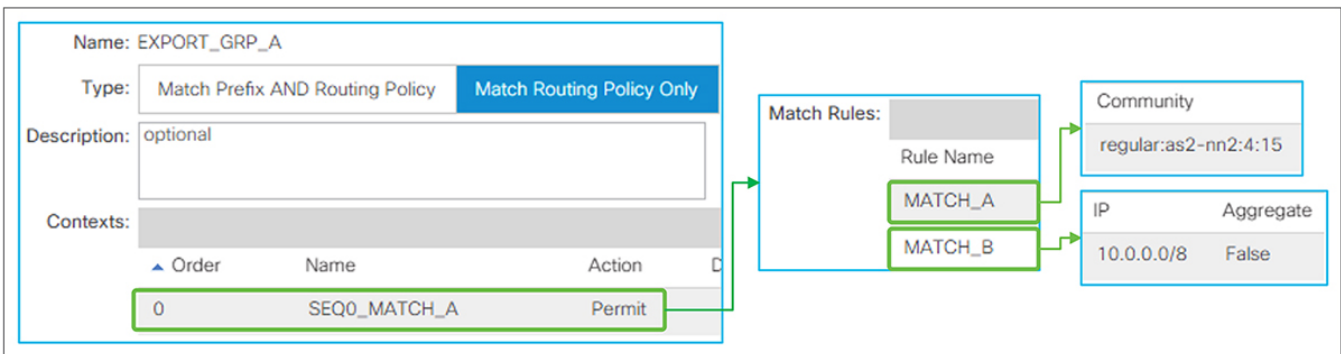 Name: EXPORT_GRP_A
Type: Match Prefix AND Routing Policy Match Routing Policy Only
Description: optional
Contexts:
Order Name Action D
0 SEQ0_MATCH_A Permit
Match Rules:
Rule Name
MATCH_A
MATCH_B
Community
regular:as2-nn2:4:15
IP Aggregate
10.0.0.0/8 False